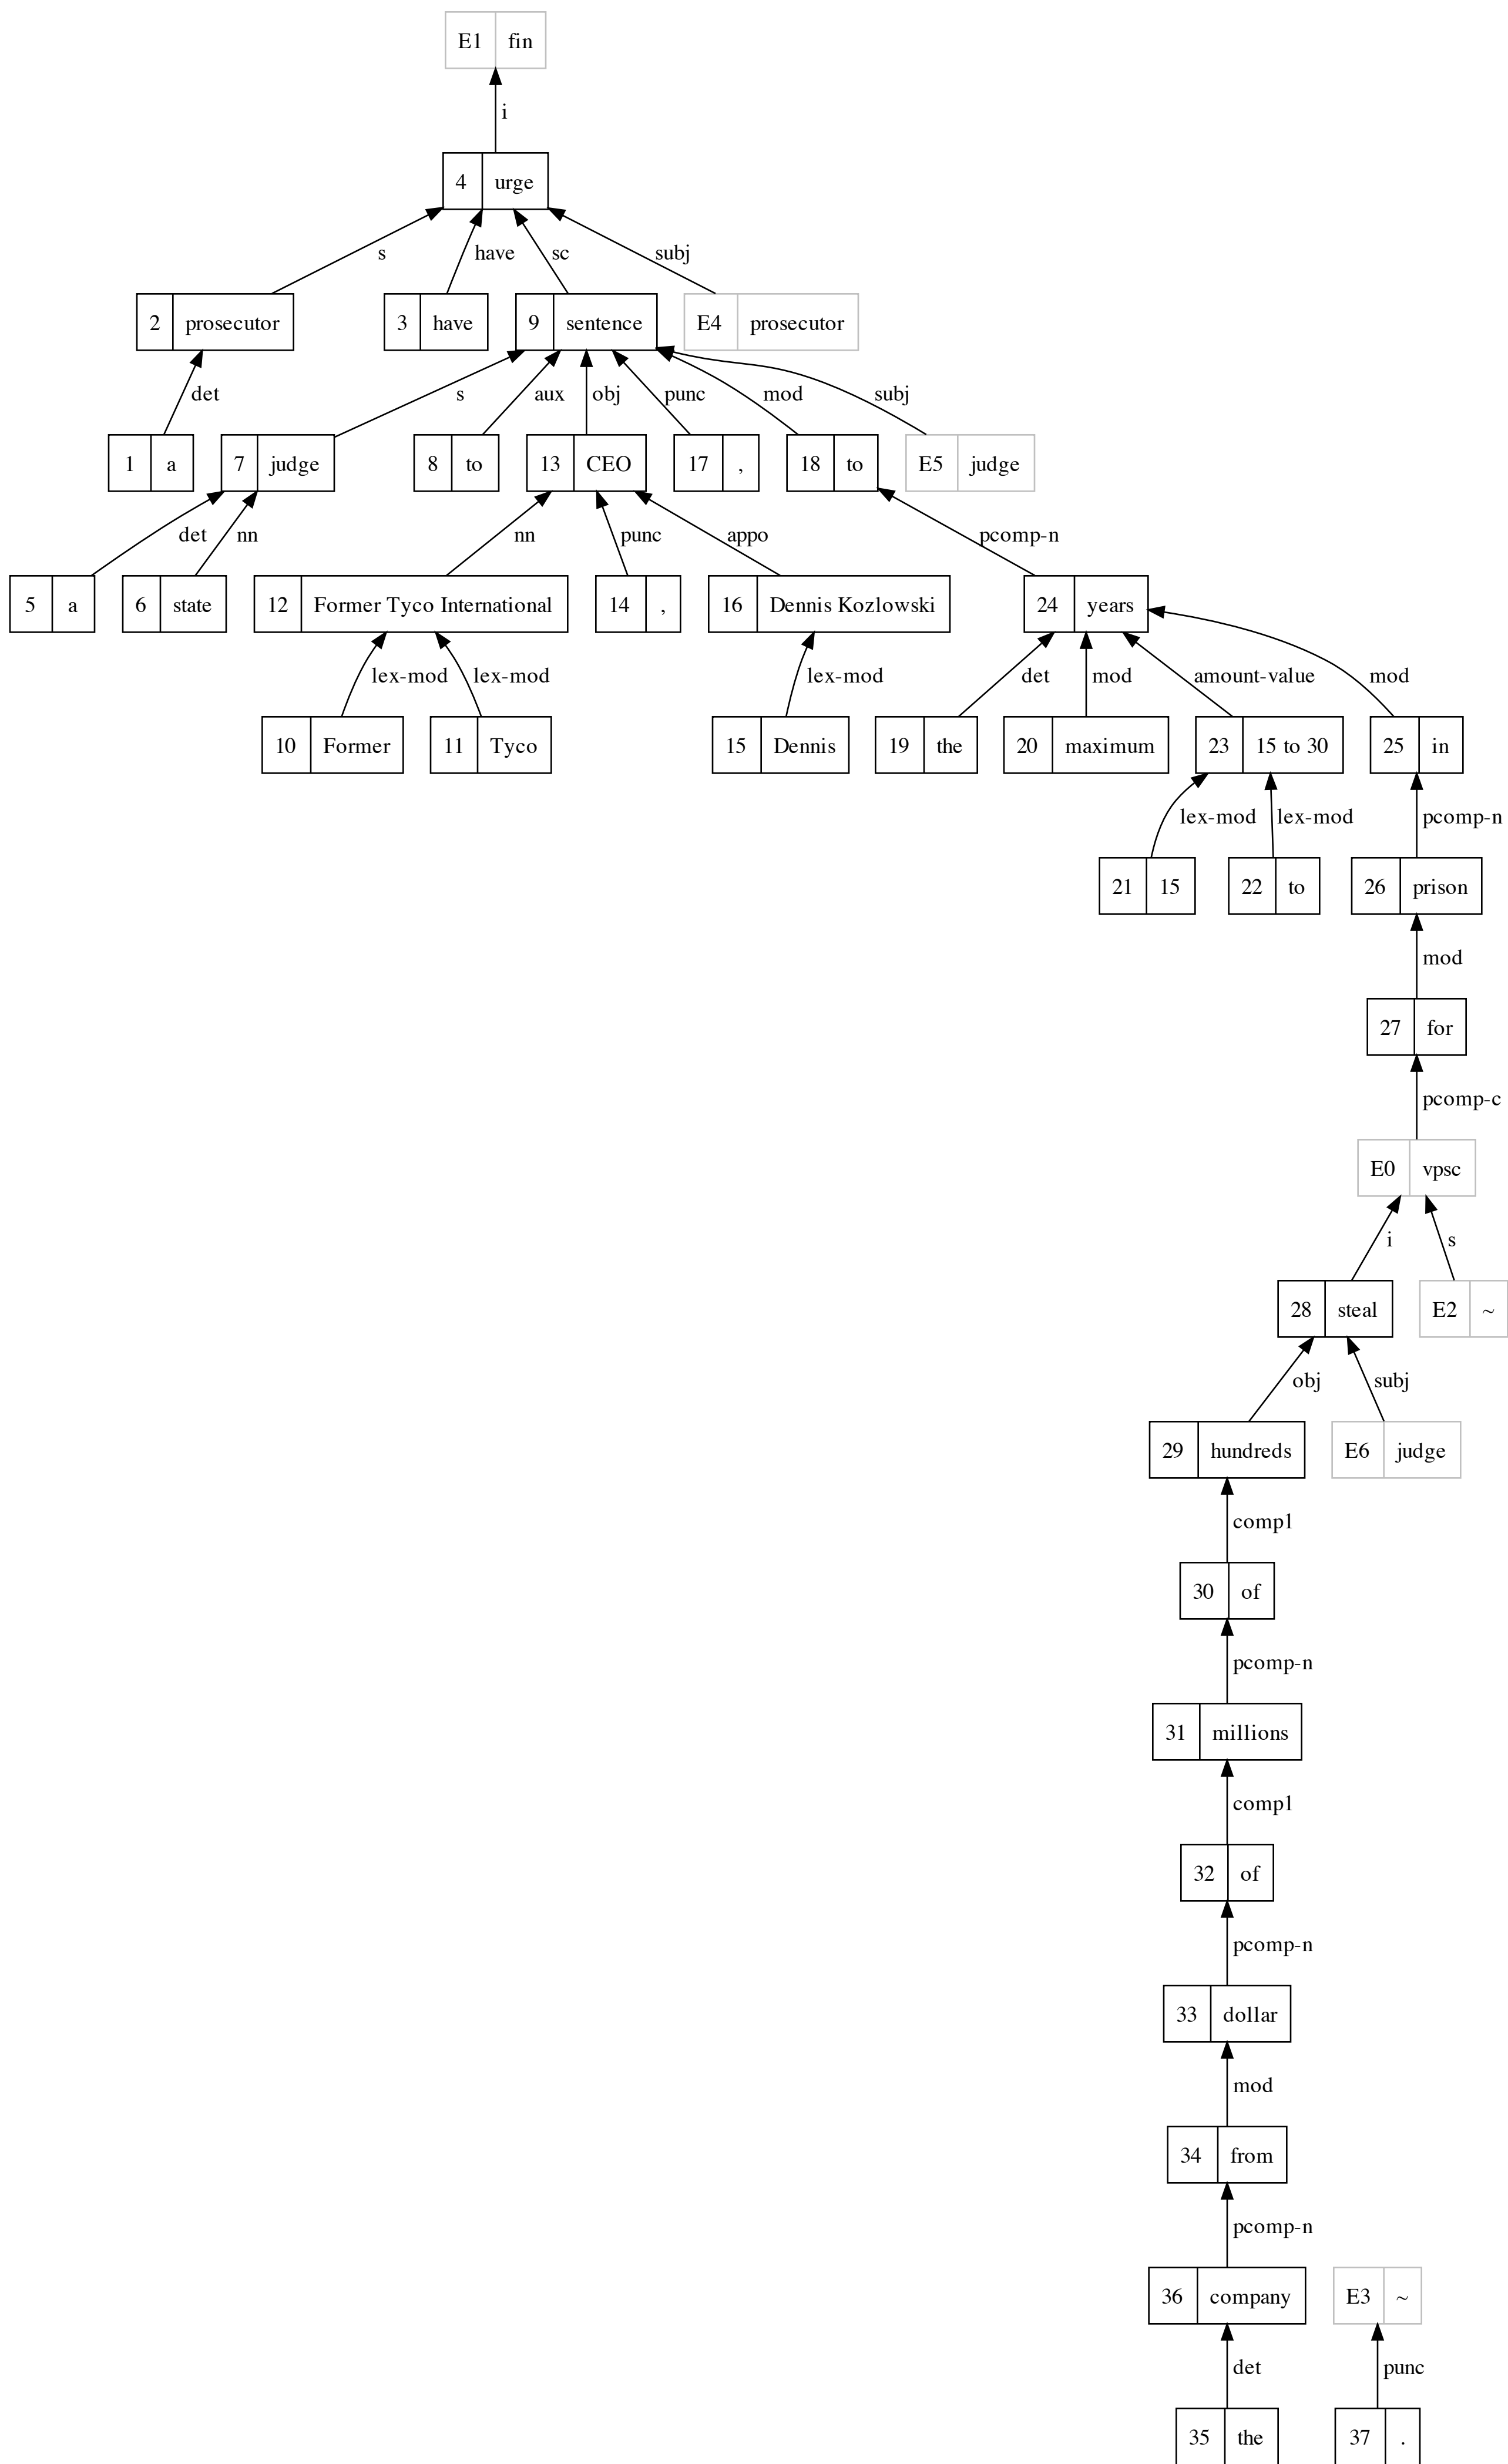 E1 fin
i
4 urge
s have sc subj
2 prosecutor 3 have 9 sentence E4 prosecutor
det s aux obj punc mod subj
1 a 7 judge 8 to 13 CEO 17 , 18 to E5 judge
det nn nn punc appo pcomp-n
5 a 6 state 12 Former Tyco International 14 , 16 Dennis Kozlowski 24 years
lex-mod lex-mod lex-mod det mod amount-value mod
10 Former 11 Tyco 15 Dennis 19 the 20 maximum 23 15 to 30 25 in
lex-mod lex-mod pcomp-n
21 15 22 to 26 prison
mod
27 for
pcomp-c
E0 vpsc
i s
28 steal E2 ~
obj subj
29 hundreds E6 judge
comp1
30 of
pcomp-n
31 millions
comp1
32 of
pcomp-n
33 dollar
mod
34 from
pcomp-n
36 company E3 ~
det punc
35 the 37 .